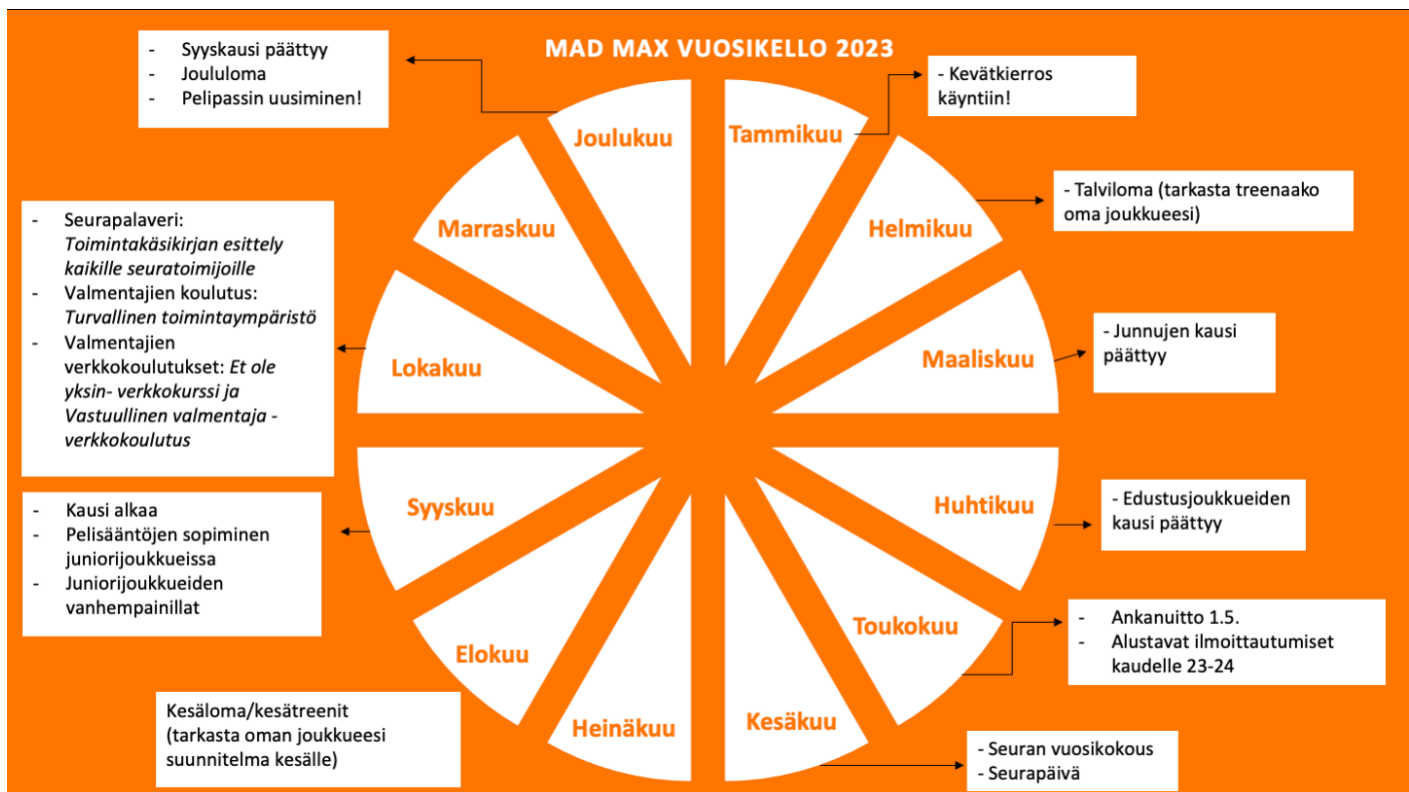 MAD MAX VUOSIKELLO 2023
- Syyskausi päättyy
- Joululoma
- Pelipassin uusiminen!
- Kevätkierros
käyntiin!
Joulukuu
Tammikuu
- Talviloma (tarkasta treenaako
oma joukkueesi)
Marraskuu
Helmikuu
- Seurapalaveri:
Toimintakäsikirjan esittely
kaikille seuratoimijoille
- Valmentajien koulutus:
Turvallinen toimintaympäristö
- Valmentajien
verkkokoulutukset: Et ole
yksin- verkkokurssi ja
Vastuullinen valmentaja -
verkkokoulutus
Lokakuu
Maaliskuu
- Junnujen kausi
päättyy
Syyskuu
Huhtikuu
- Kausi alkaa
- Pelisääntöjen sopiminen
juniorijoukkueissa
- Juniorijoukkueiden
vanhempainillat
- Edustusjoukkueiden
kausi päättyy
Elokuu
Toukokuu
- Ankanuitto 1.5.
- Alustavat ilmoittautumiset
kaudelle 23-24
Kesäloma/kesätreenit
(tarkasta oman joukkueesi
suunnitelma kesälle)
Heinäkuu
Kesäkuu
- Seuran vuosikokous
- Seurapäivä